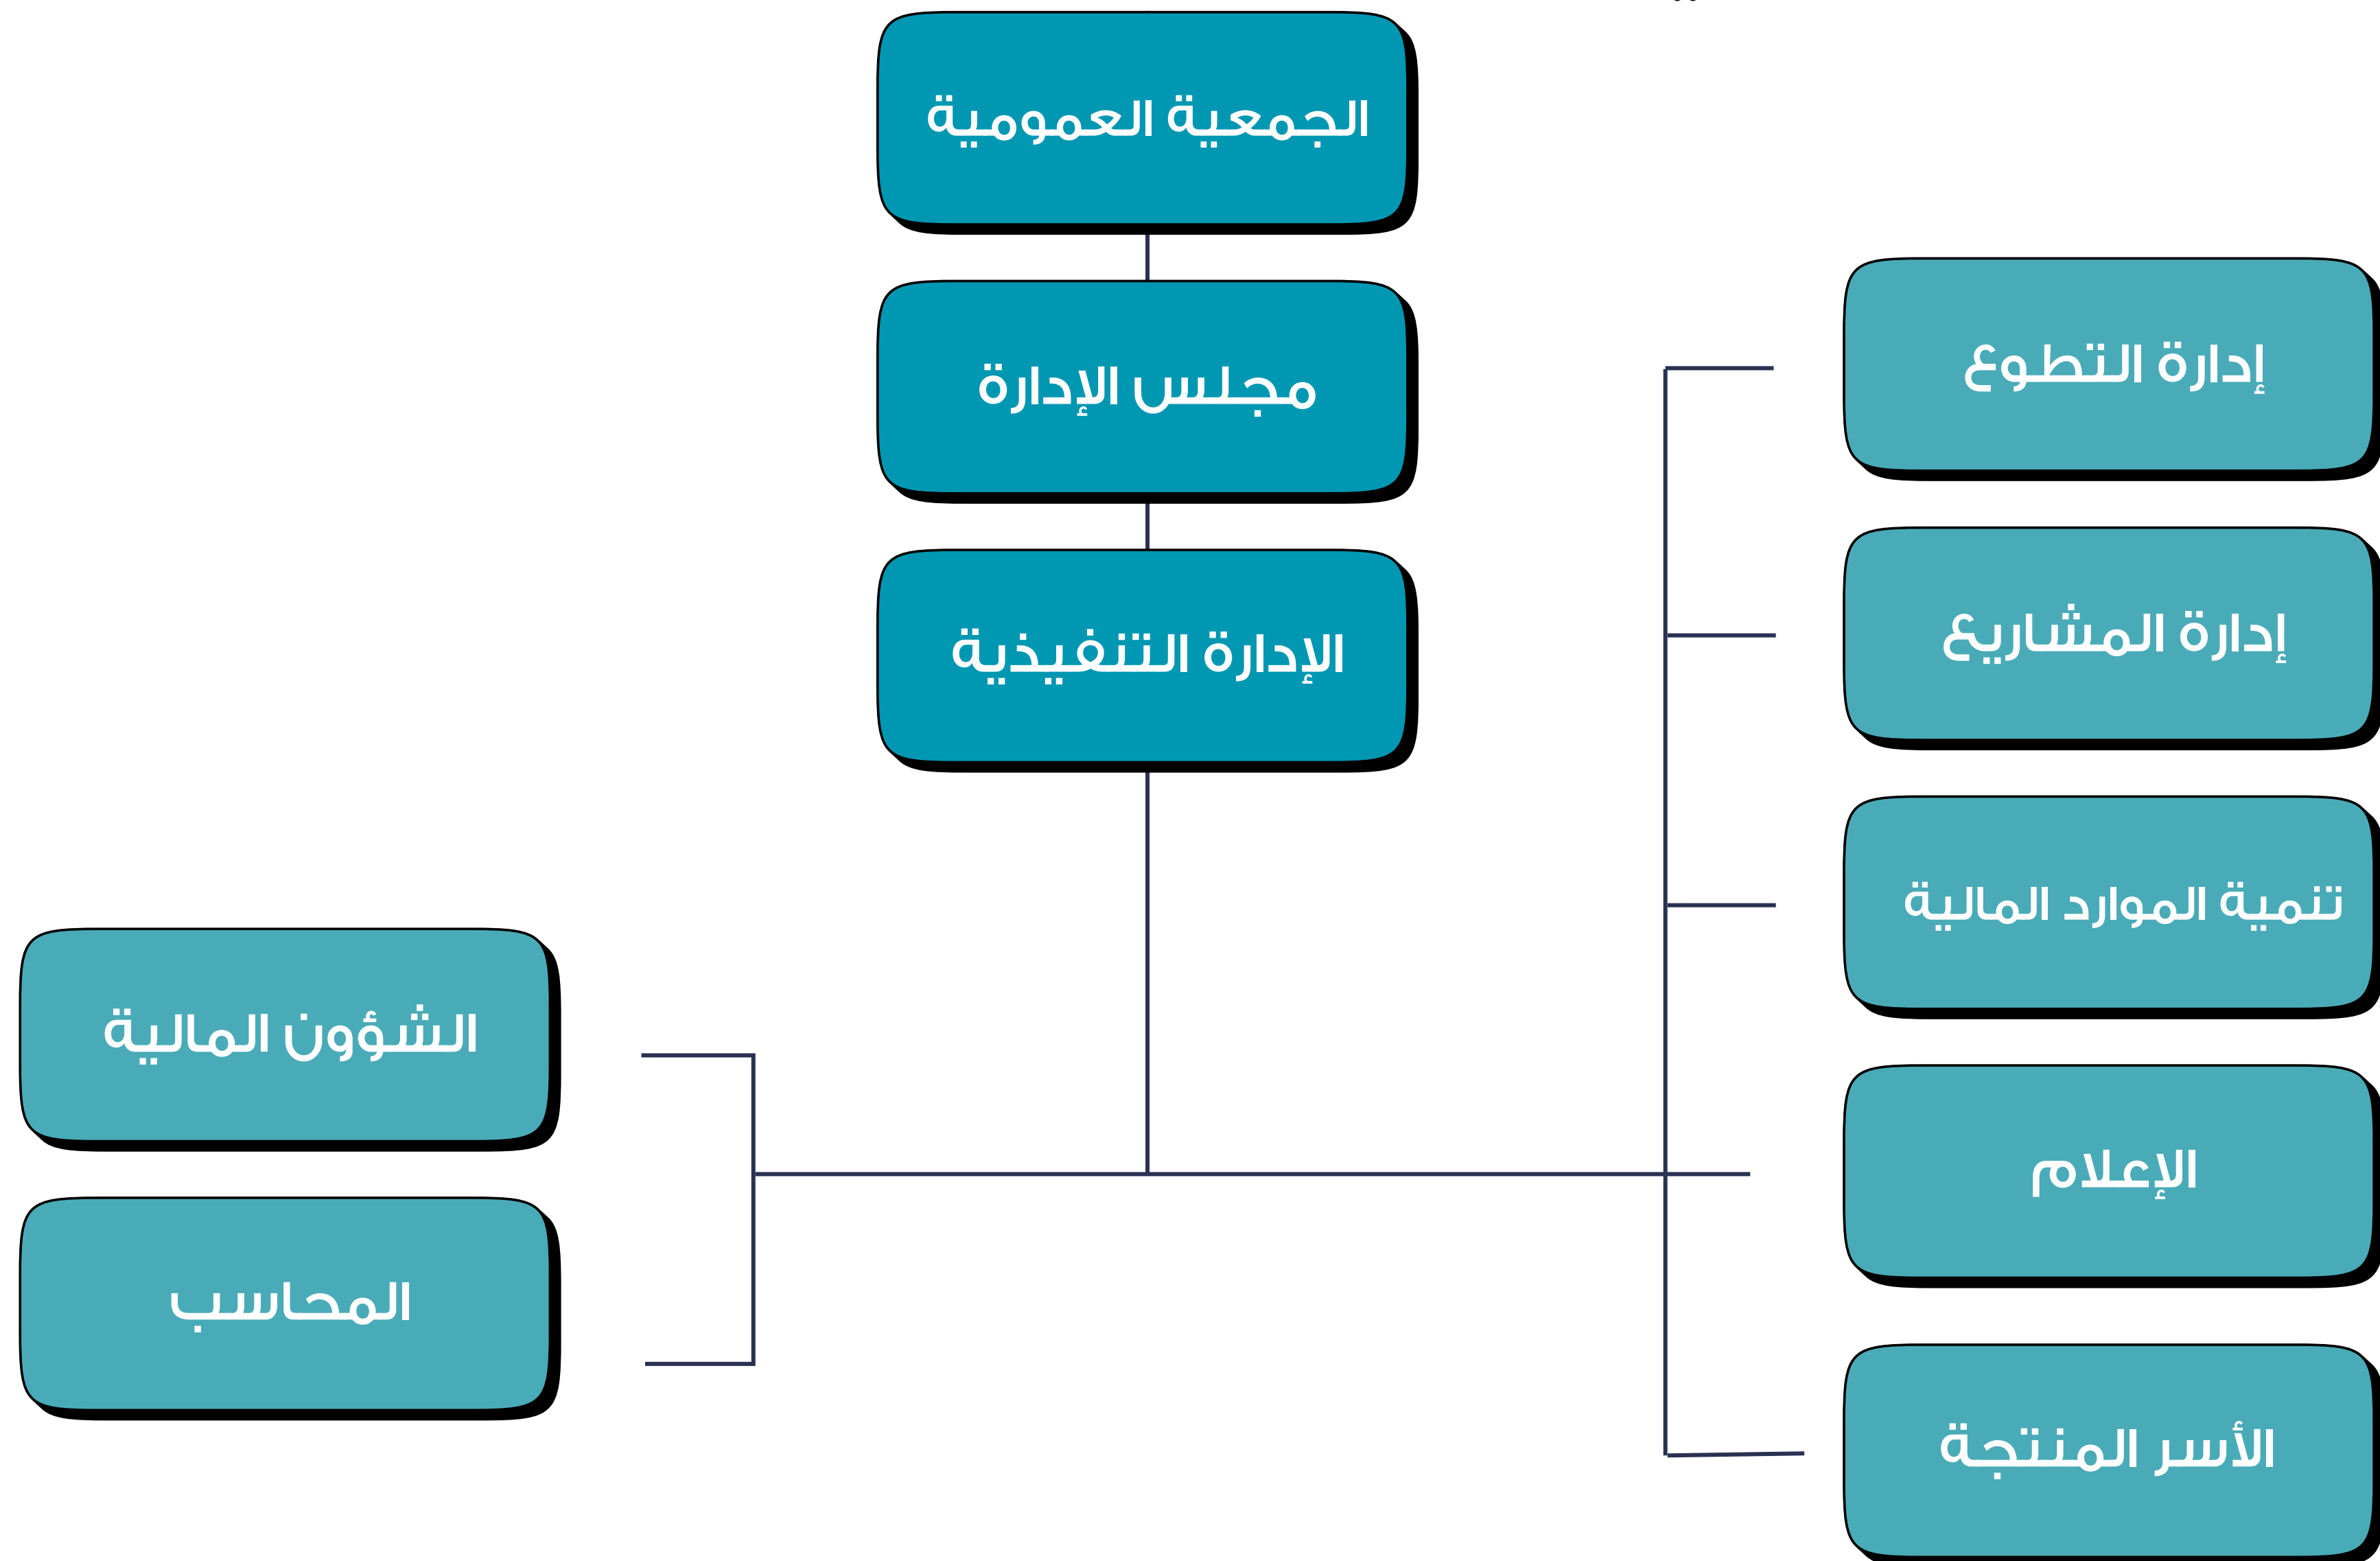 الجمعية العمومية
مجلس الإدارة
الإدارة التنفيذية
إدارة التطوع
إدارة المشاريع
تنمية الموارد المالية
الإعلام
الأسر المنتجة
الشؤون المالية
المحاسب